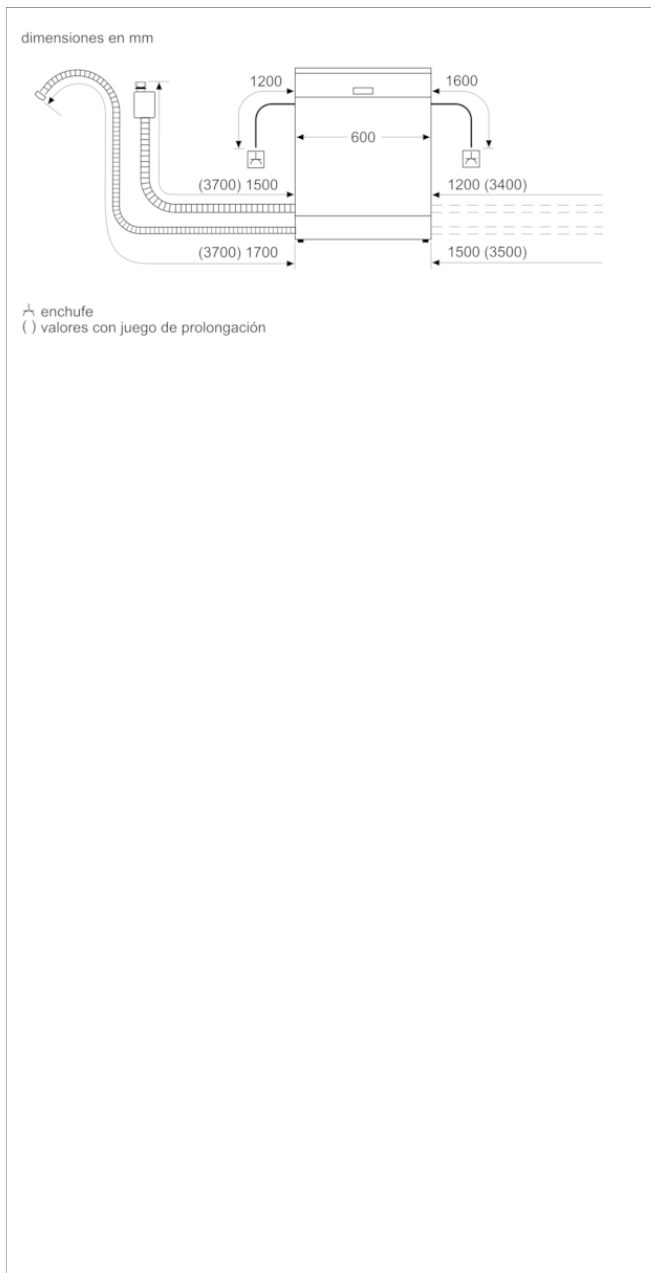 dimensiones en mm
1200
1600
600
(3700) 1500
1200 (3400)
(3700) 1700
1500 (3500)
enchufe
( ) valores con juego de prolongación